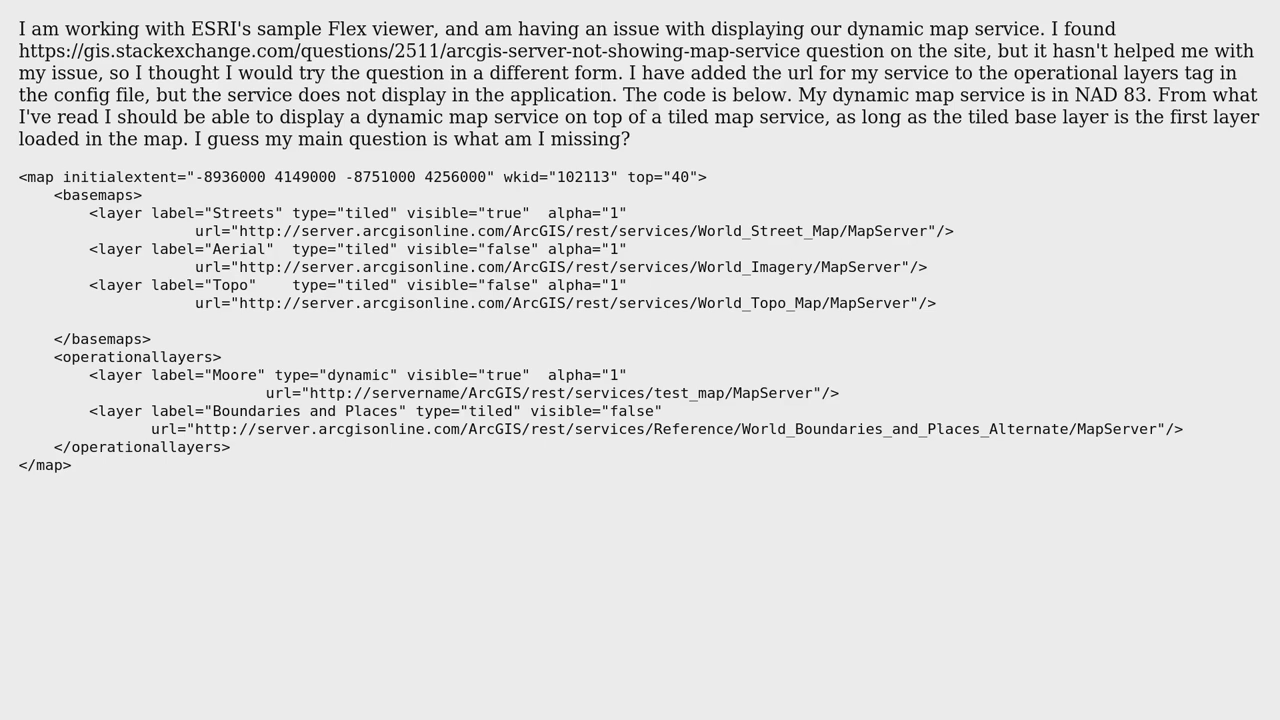 I am working with ESRI's sample Flex viewer, and am having an issue with displaying our dynamic map service. I found
https://gis.stackexchange.com/questions/2511/arcgis-server-not-showing-map-service question on the site, but it hasn't helped me with
my issue, so I thought I would try the question in a different form. I have added the url for my service to the operational layers tag in
the config file, but the service does not display in the application. The code is below. My dynamic map service is in NAD 83. From what
I've read I should be able to display a dynamic map service on top of a tiled map service, as long as the tiled base layer is the first layer
loaded in the map. I guess my main question is what am I missing?
<map initialextent="-8936000 4149000 -8751000 4256000" wkid="102113" top="40">
    <basemaps>
        <layer label="Streets" type="tiled" visible="true"  alpha="1"
                    url="http://server.arcgisonline.com/ArcGIS/rest/services/World_Street_Map/MapServer"/>
        <layer label="Aerial"  type="tiled" visible="false" alpha="1"
                    url="http://server.arcgisonline.com/ArcGIS/rest/services/World_Imagery/MapServer"/>
        <layer label="Topo"    type="tiled" visible="false" alpha="1"
                    url="http://server.arcgisonline.com/ArcGIS/rest/services/World_Topo_Map/MapServer"/>
    </basemaps>
    <operationallayers>
        <layer label="Moore" type="dynamic" visible="true"  alpha="1"
                            url="http://servername/ArcGIS/rest/services/test_map/MapServer"/>
        <layer label="Boundaries and Places" type="tiled" visible="false"
               url="http://server.arcgisonline.com/ArcGIS/rest/services/Reference/World_Boundaries_and_Places_Alternate/MapServer"/>
    </operationallayers>
</map>